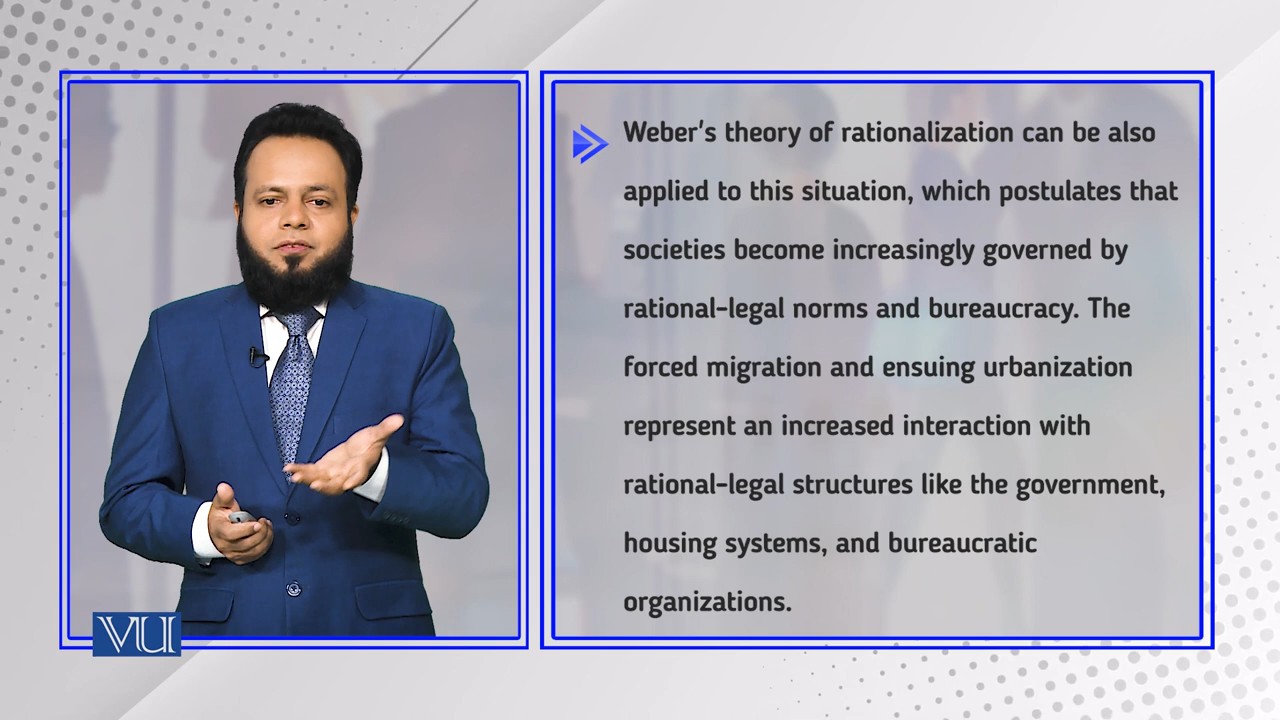 Weber's theory of rationalization can be also
applied to this situation, which postulates that
societies become increasingly governed by
rational-legal norms and bureaucracy. The
forced migration and ensuing urbanization
represent an increased interaction with
rational-legal structures like the government,
housing systems, and bureaucratic
organizations.
VU